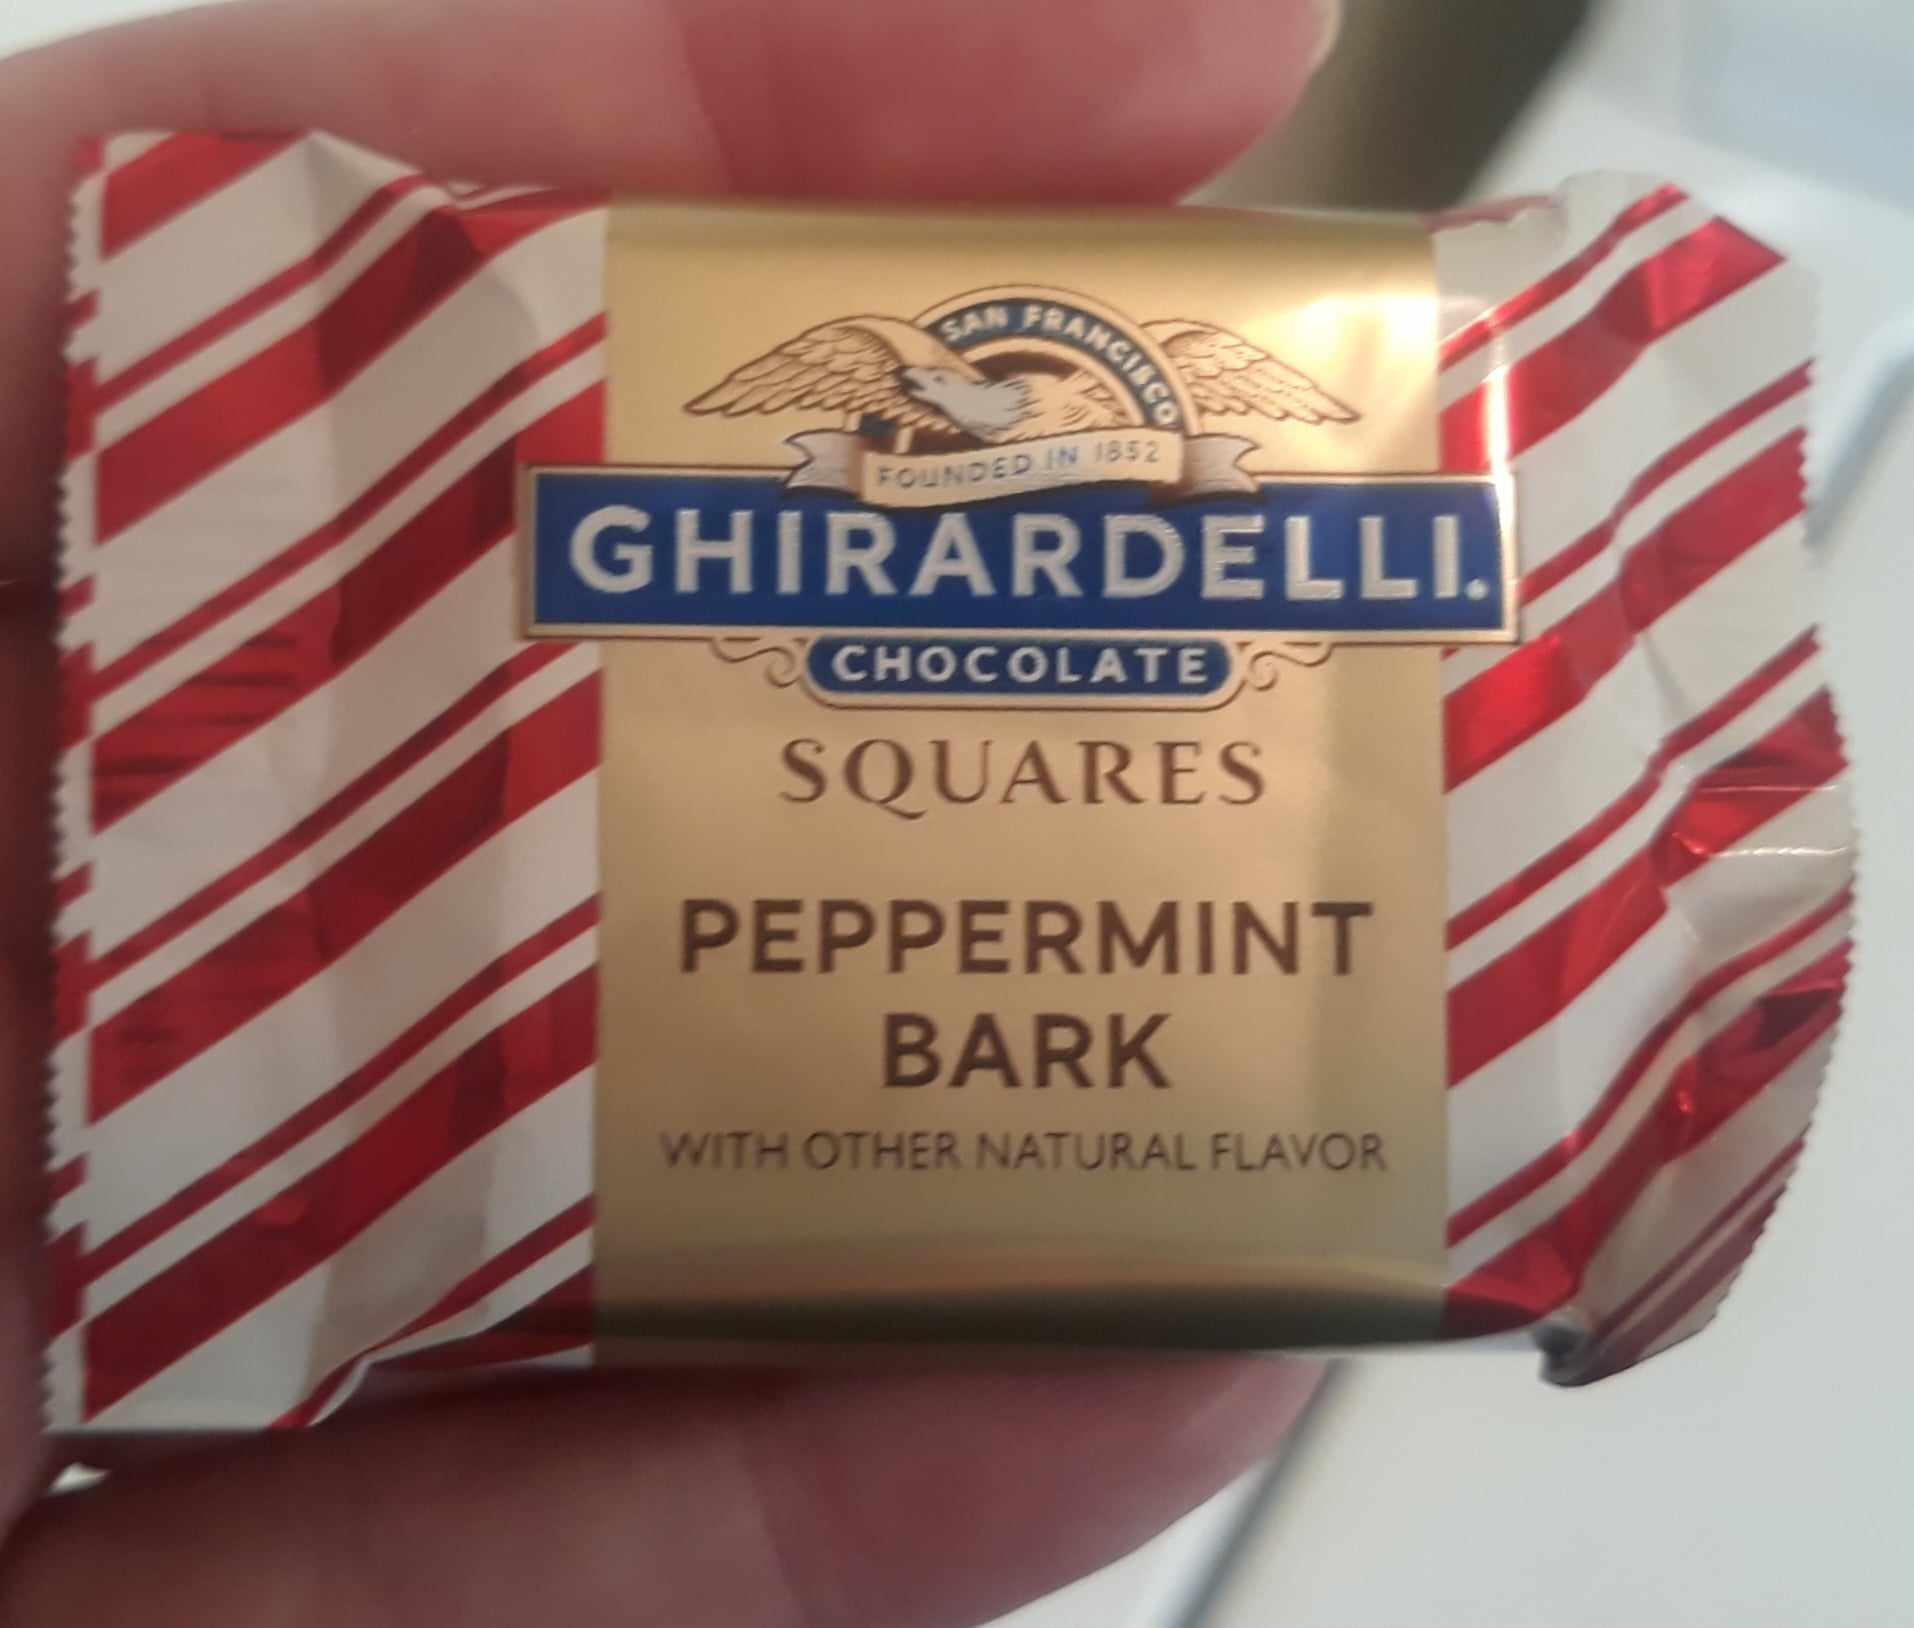 SAN FRANCISCO
FOUNDED IN 1852
GHIRARDELLI.
CHOCOLATE
SQUARES
PEPPERMINT
BARK
WITH OTHER NATURAL FLAVOR